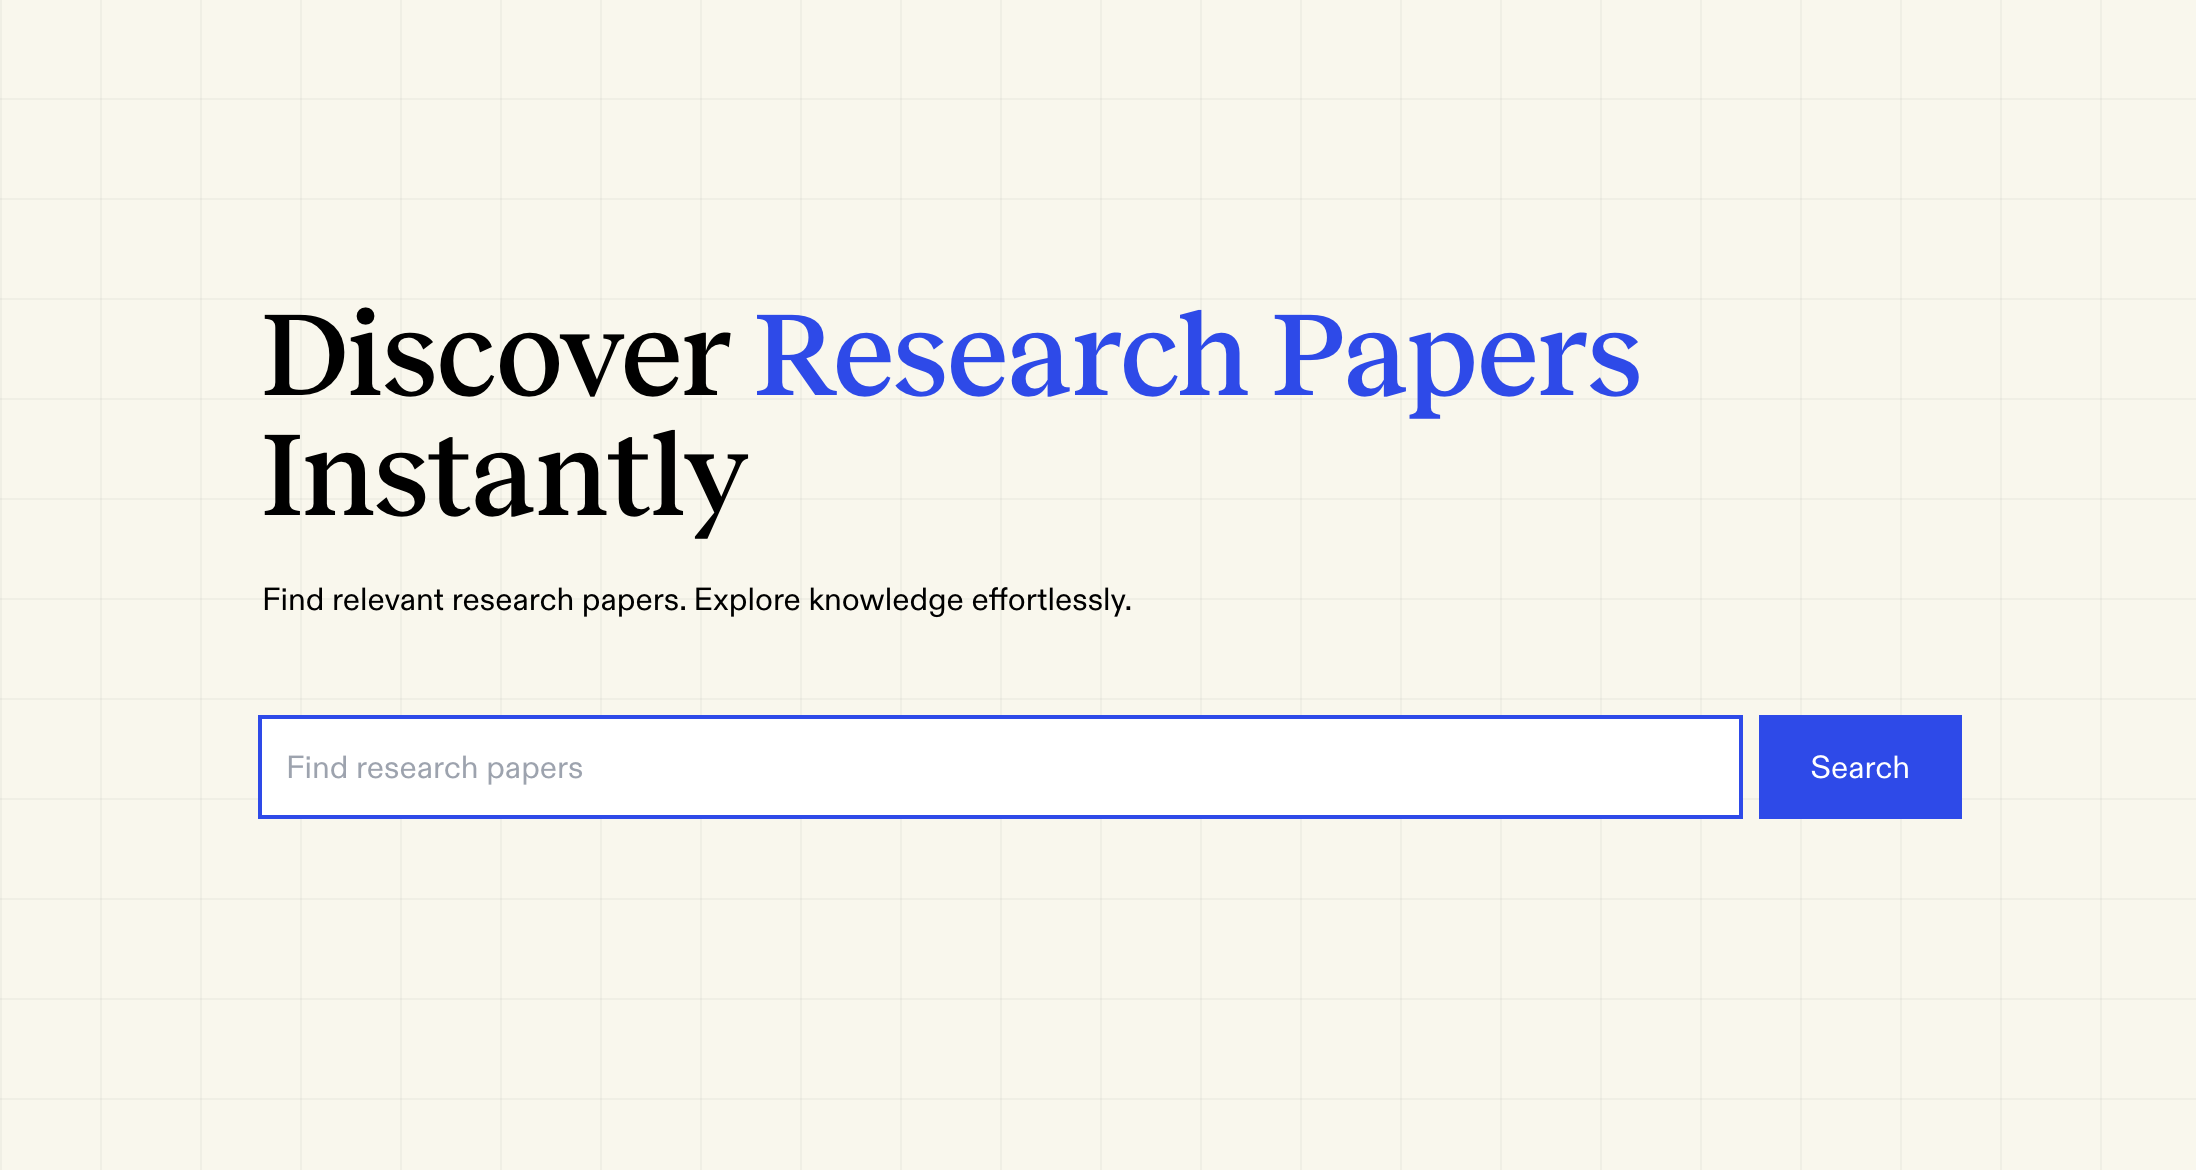 Discover Research Papers
Instantly
Find relevant research papers. Explore knowledge effortlessly.
Find research papers
Search